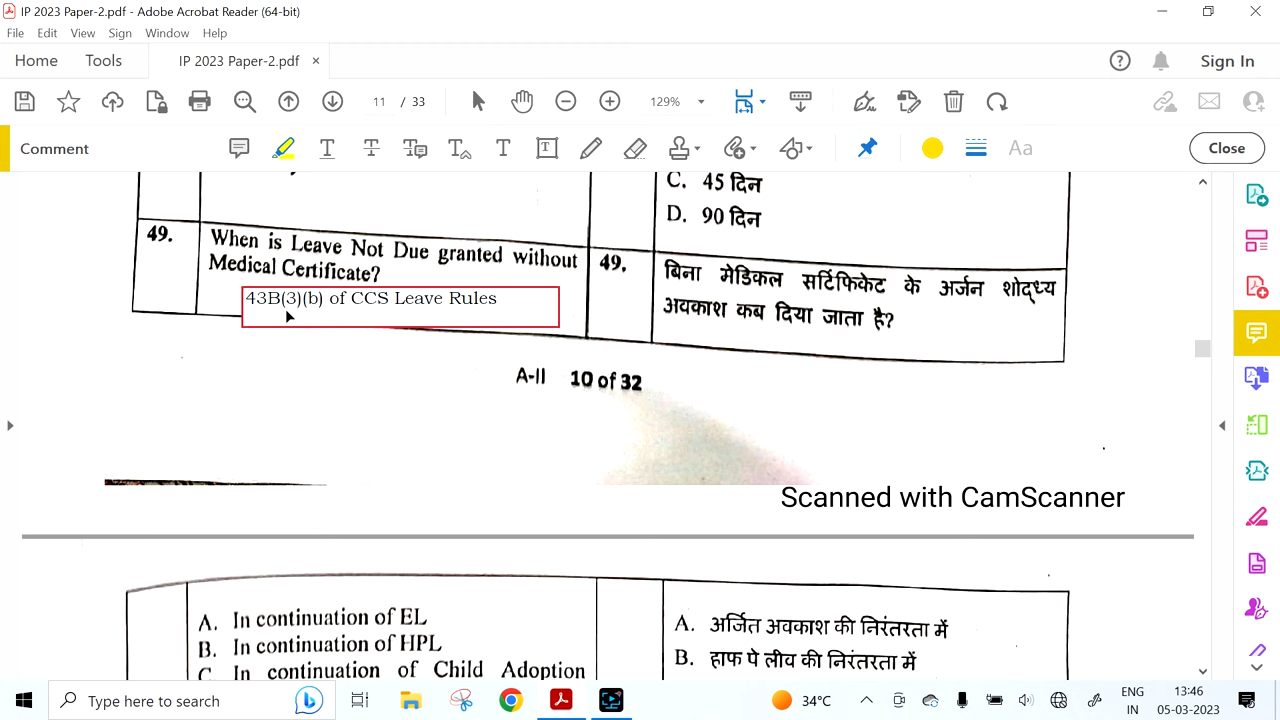 IP 2023 Paper-2.pdf - Adobe Acrobat Reader (64-bit)
File Edit View Sign Window Help
Home Tools IP 2023 Paper-2.pdf × Sign In
11 / 33 129%
Comment Close
C. 45 दिन
D. 90 दिन
49. When is Leave Not Due granted without
Medical Certificate?
43B(3)(b) of CCS Leave Rules
49. बिना मेडिकल सर्टिफिकेट के अर्जन शोद्ध्य
अवकाश कब दिया जाता है?
A-II 10 of 32
Scanned with CamScanner
A. In continuation of EL
B. In continuation of HPL
C. In continuation of Child Adoption
A. अर्जित अवकाश की निरंतरता में
B. हाफ पे लीव की निरंतरता में
Type here to search
34°C
ENG
IN
13:46
05-03-2023